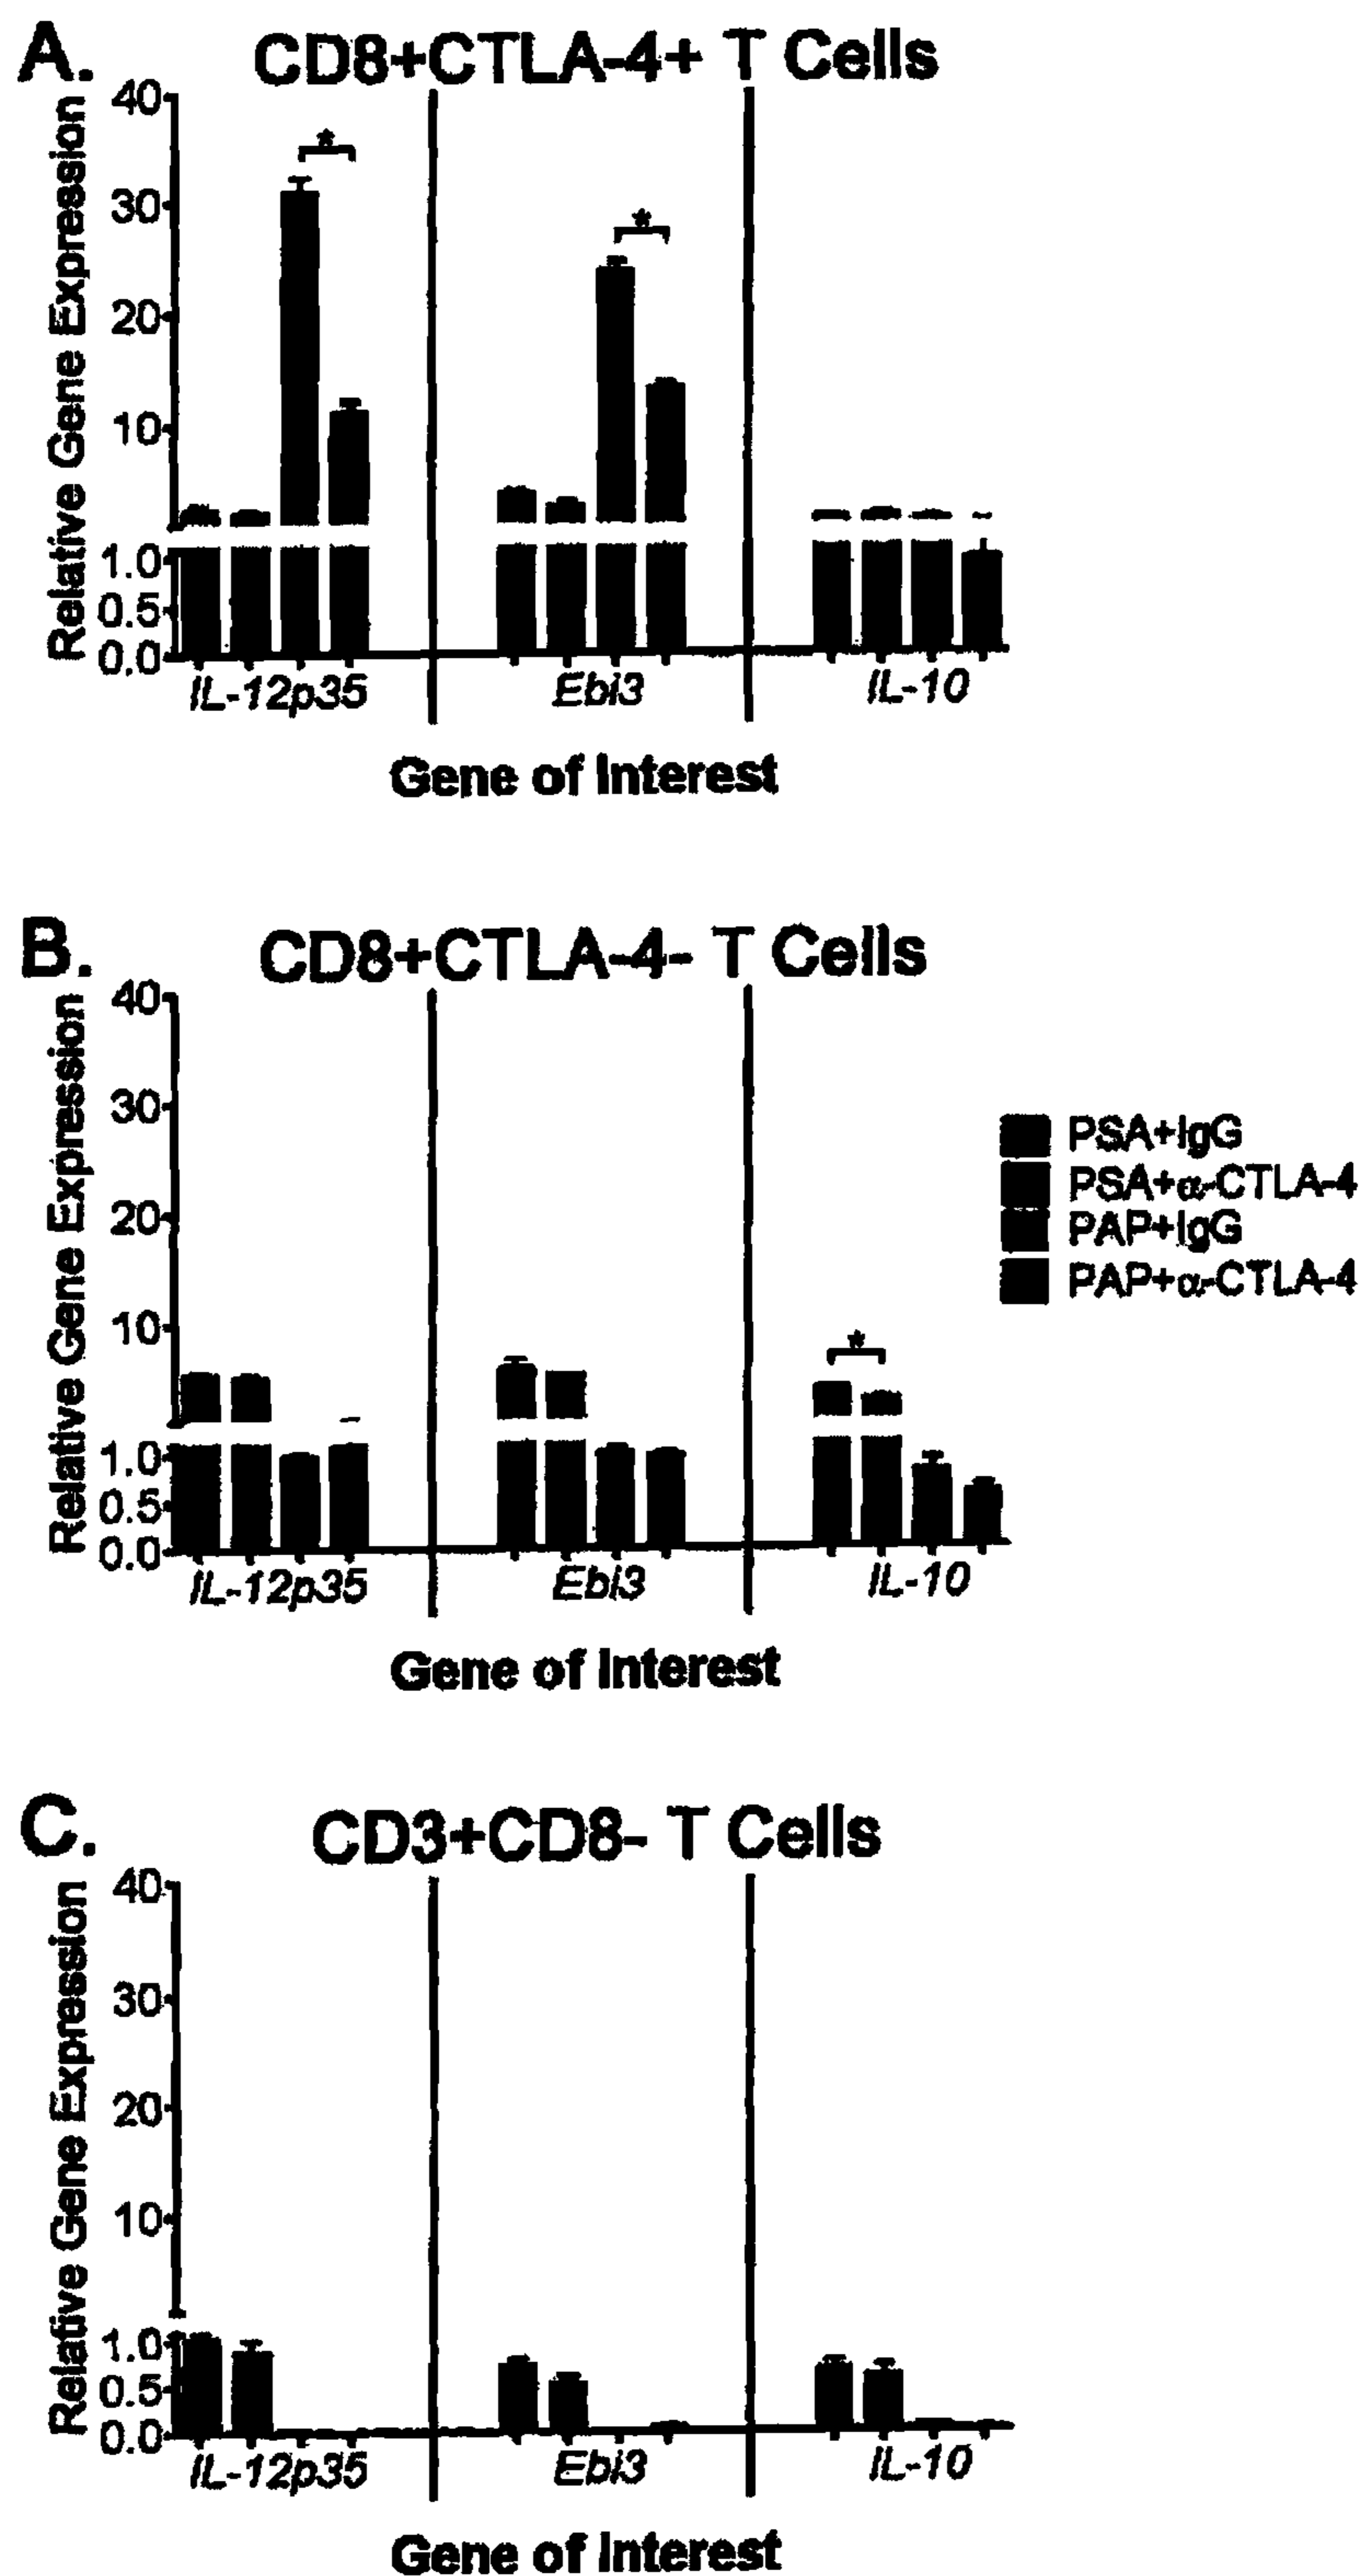 A.
CD8+CTLA-4+ T Cells
Relative Gene Expression
40
30
20
10
1.0
0.5
0.0
*
*
IL-12p35 Ebi3 IL-10
Gene of Interest
B.
CD8+CTLA-4- T Cells
Relative Gene Expression
40
30
20
10
1.0
0.5
0.0
*
IL-12p35 Ebi3 IL-10
Gene of Interest
PSA+IgG
PSA+α-CTLA-4
PAP+IgG
PAP+α-CTLA-4
C.
CD3+CD8- T Cells
Relative Gene Expression
40
30
20
10
1.0
0.5
0.0
IL-12p35 Ebi3 IL-10
Gene of Interest